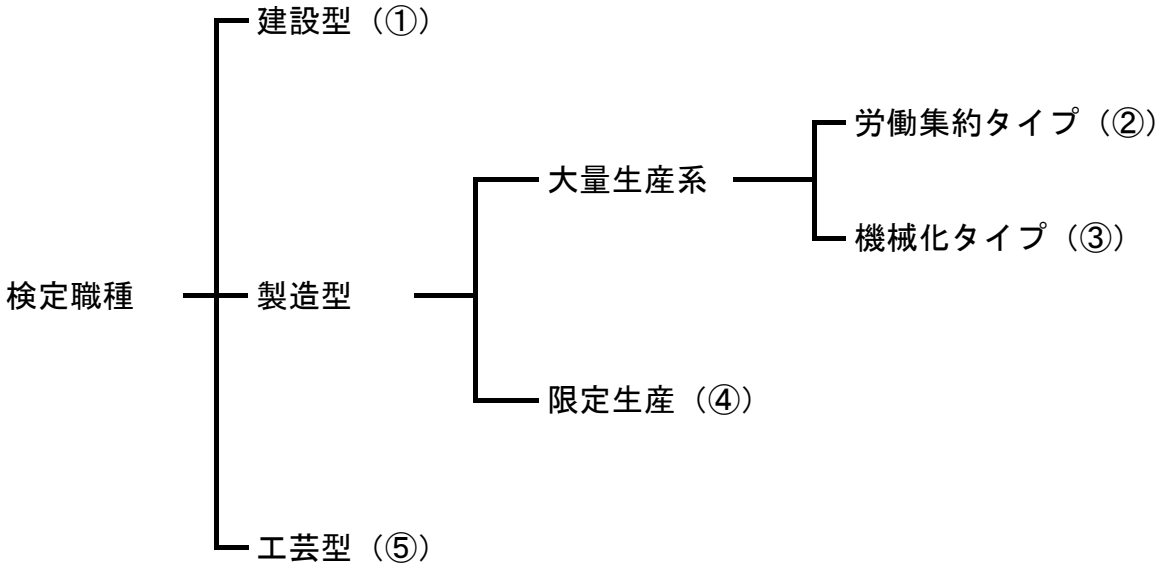 建設型（①）
労働集約タイプ（②）
大量生産系
機械化タイプ（③）
検定職種
製造型
限定生産（④）
工芸型（⑤）